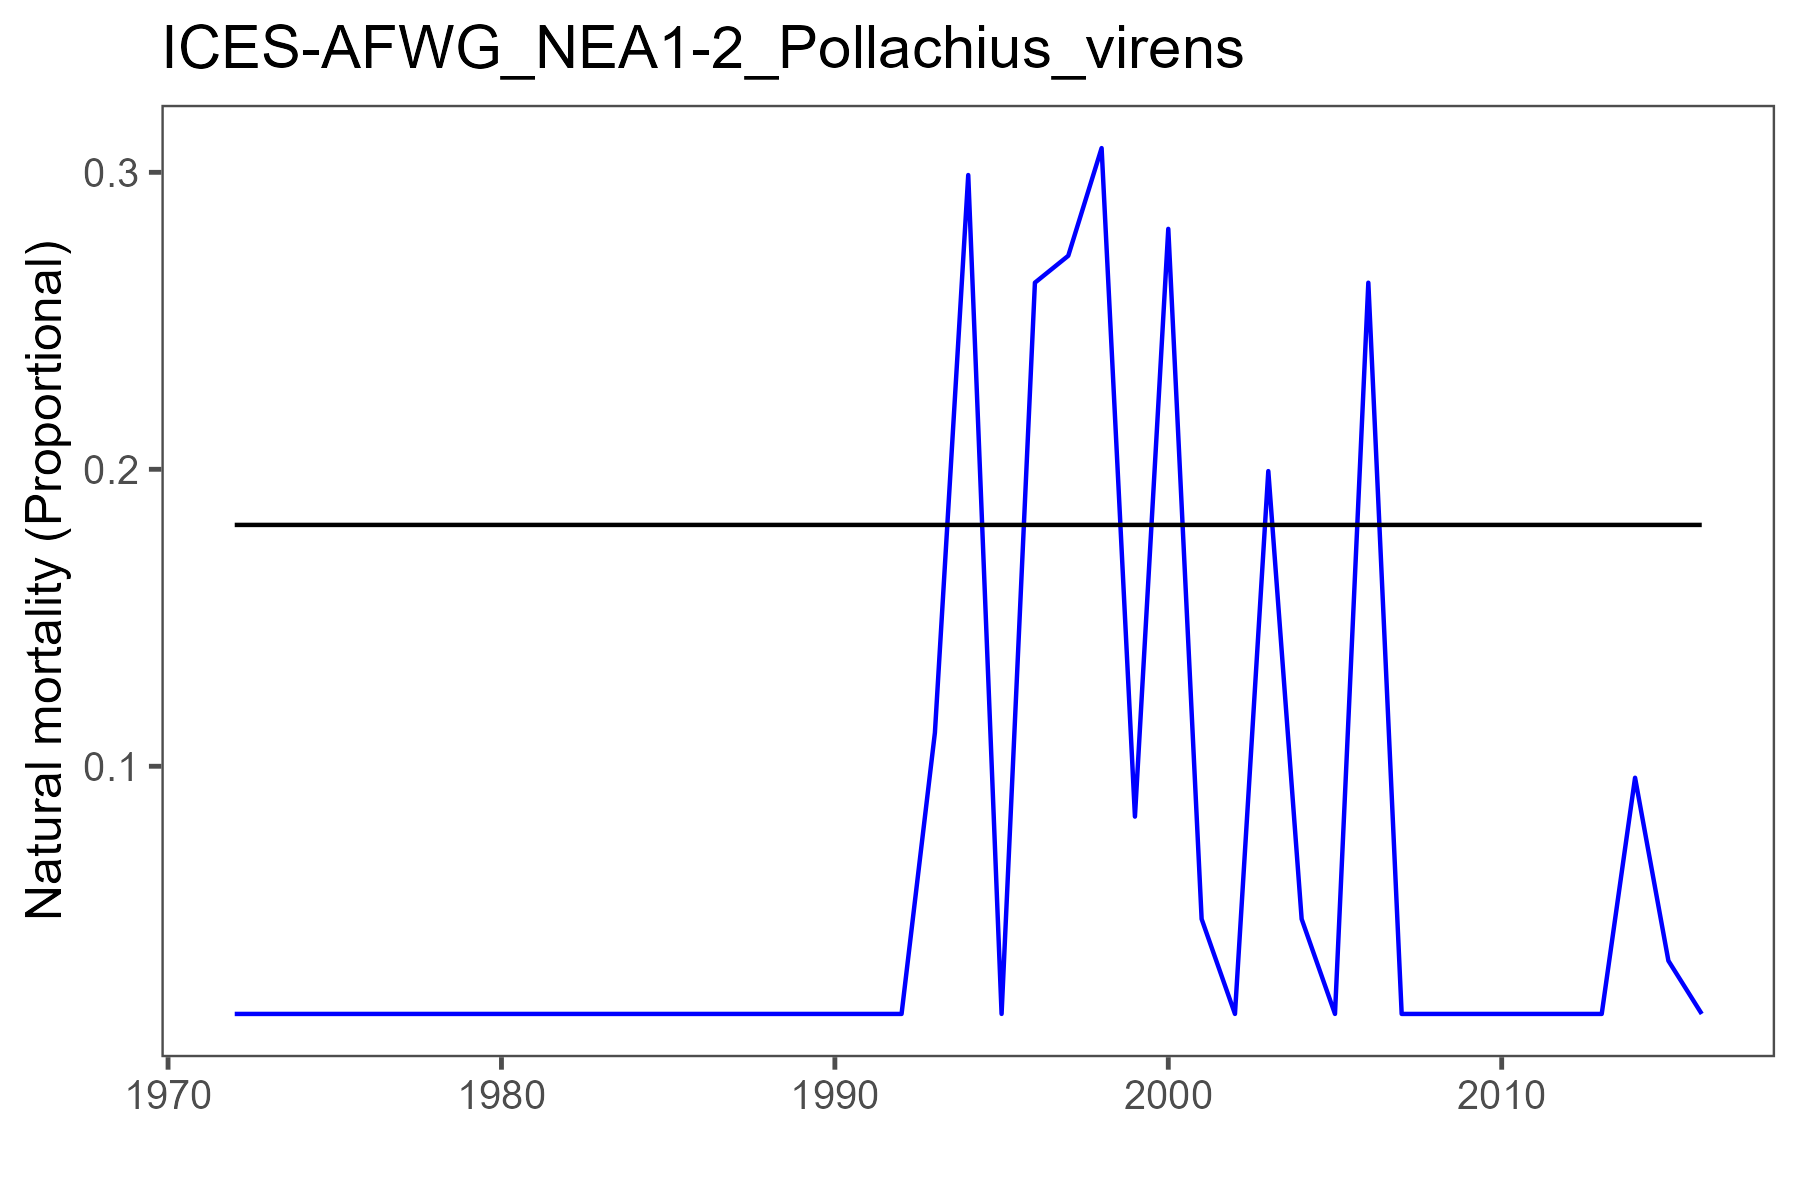 ICES-AFWG_NEA1-2_Pollachius_virens
Natural mortality (Proportional)
0.3
0.2
0.1
1970 1980 1990 2000 2010